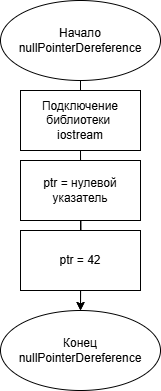 Начало
nullPointerDereference
Подключение
библиотеки
iostream
ptr = нулевой
указатель
ptr = 42
Конец
nullPointerDereference